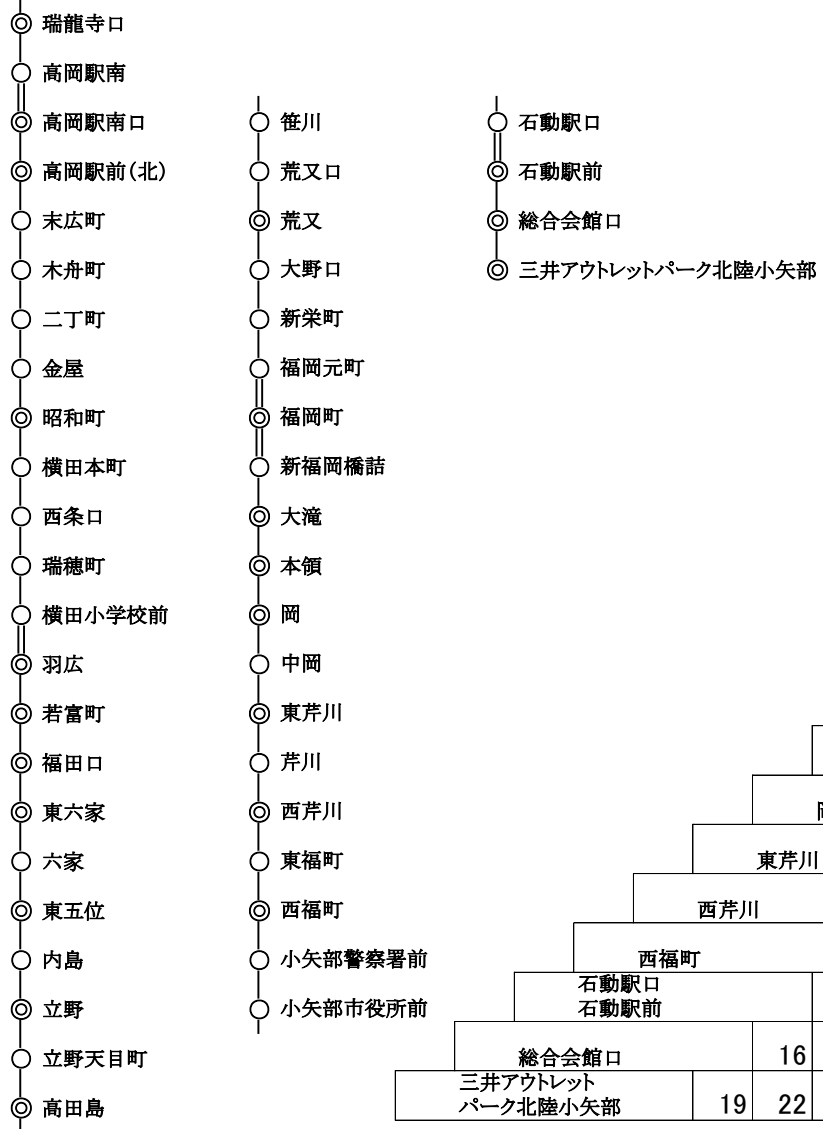 瑞龍寺口
高岡駅南
高岡駅南口
高岡駅前(北)
末広町
木舟町
二丁町
金屋
昭和町
横田本町
西条口
瑞穂町
横田小学校前
羽広
若富町
福田口
東六家
六家
東五位
内島
立野
立野天目町
高田島
笹川
荒又口
荒又
大野口
新栄町
福岡元町
福岡町
新福岡橋詰
大滝
本領
岡
中岡
東芹川
芹川
西芹川
東福町
西福町
小矢部警察署前
小矢部市役所前
石動駅口
石動駅前
総合会館口
三井アウトレットパーク北陸小矢部
東芹川
西芹川
西福町
石動駅口
石動駅前
総合会館口 16
三井アウトレット
パーク北陸小矢部 19 22